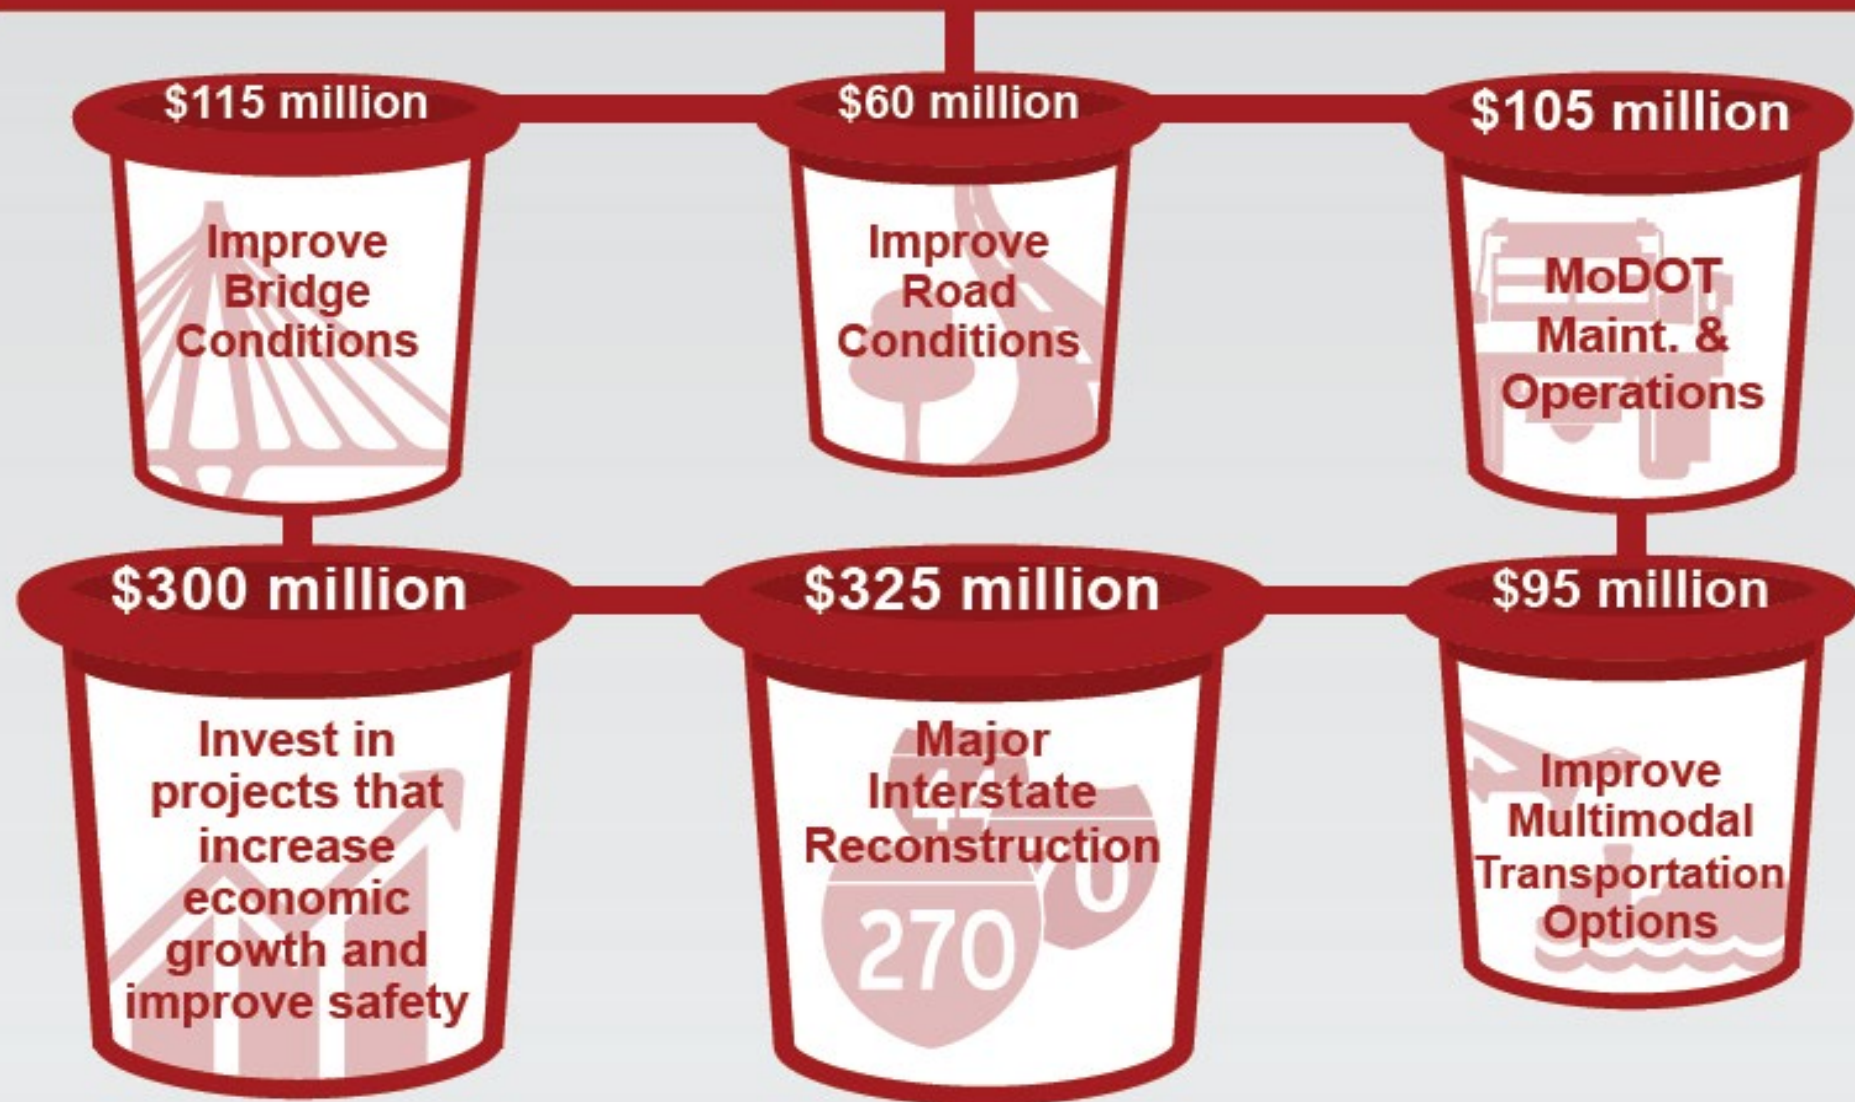 $115 million
Improve
Bridge
Conditions
$60 million
Improve
Road
Conditions
$105 million
MoDOT
Maint. &
Operations
$300 million
Invest in
projects that
increase
economic
growth and
improve safety
$325 million
Major
Interstate
Reconstruction
44
270
$95 million
Improve
Multimodal
Transportation
Options